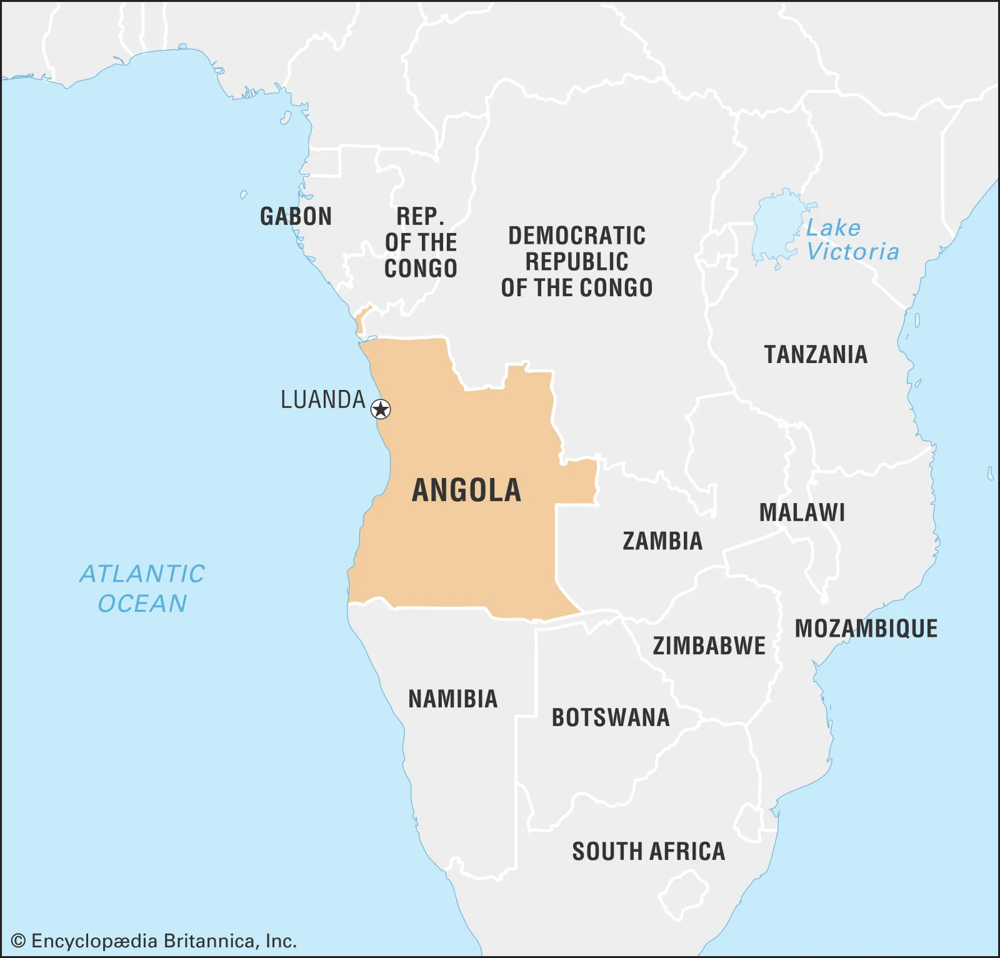 GABON
REP.
OF THE
CONGO
DEMOCRATIC
REPUBLIC
OF THE CONGO
Lake
Victoria
TANZANIA
LUANDA
ANGOLA
MALAWI
ZAMBIA
ATLANTIC
OCEAN
MOZAMBIQUE
ZIMBABWE
NAMIBIA
BOTSWANA
SOUTH AFRICA
© Encyclopædia Britannica, Inc.